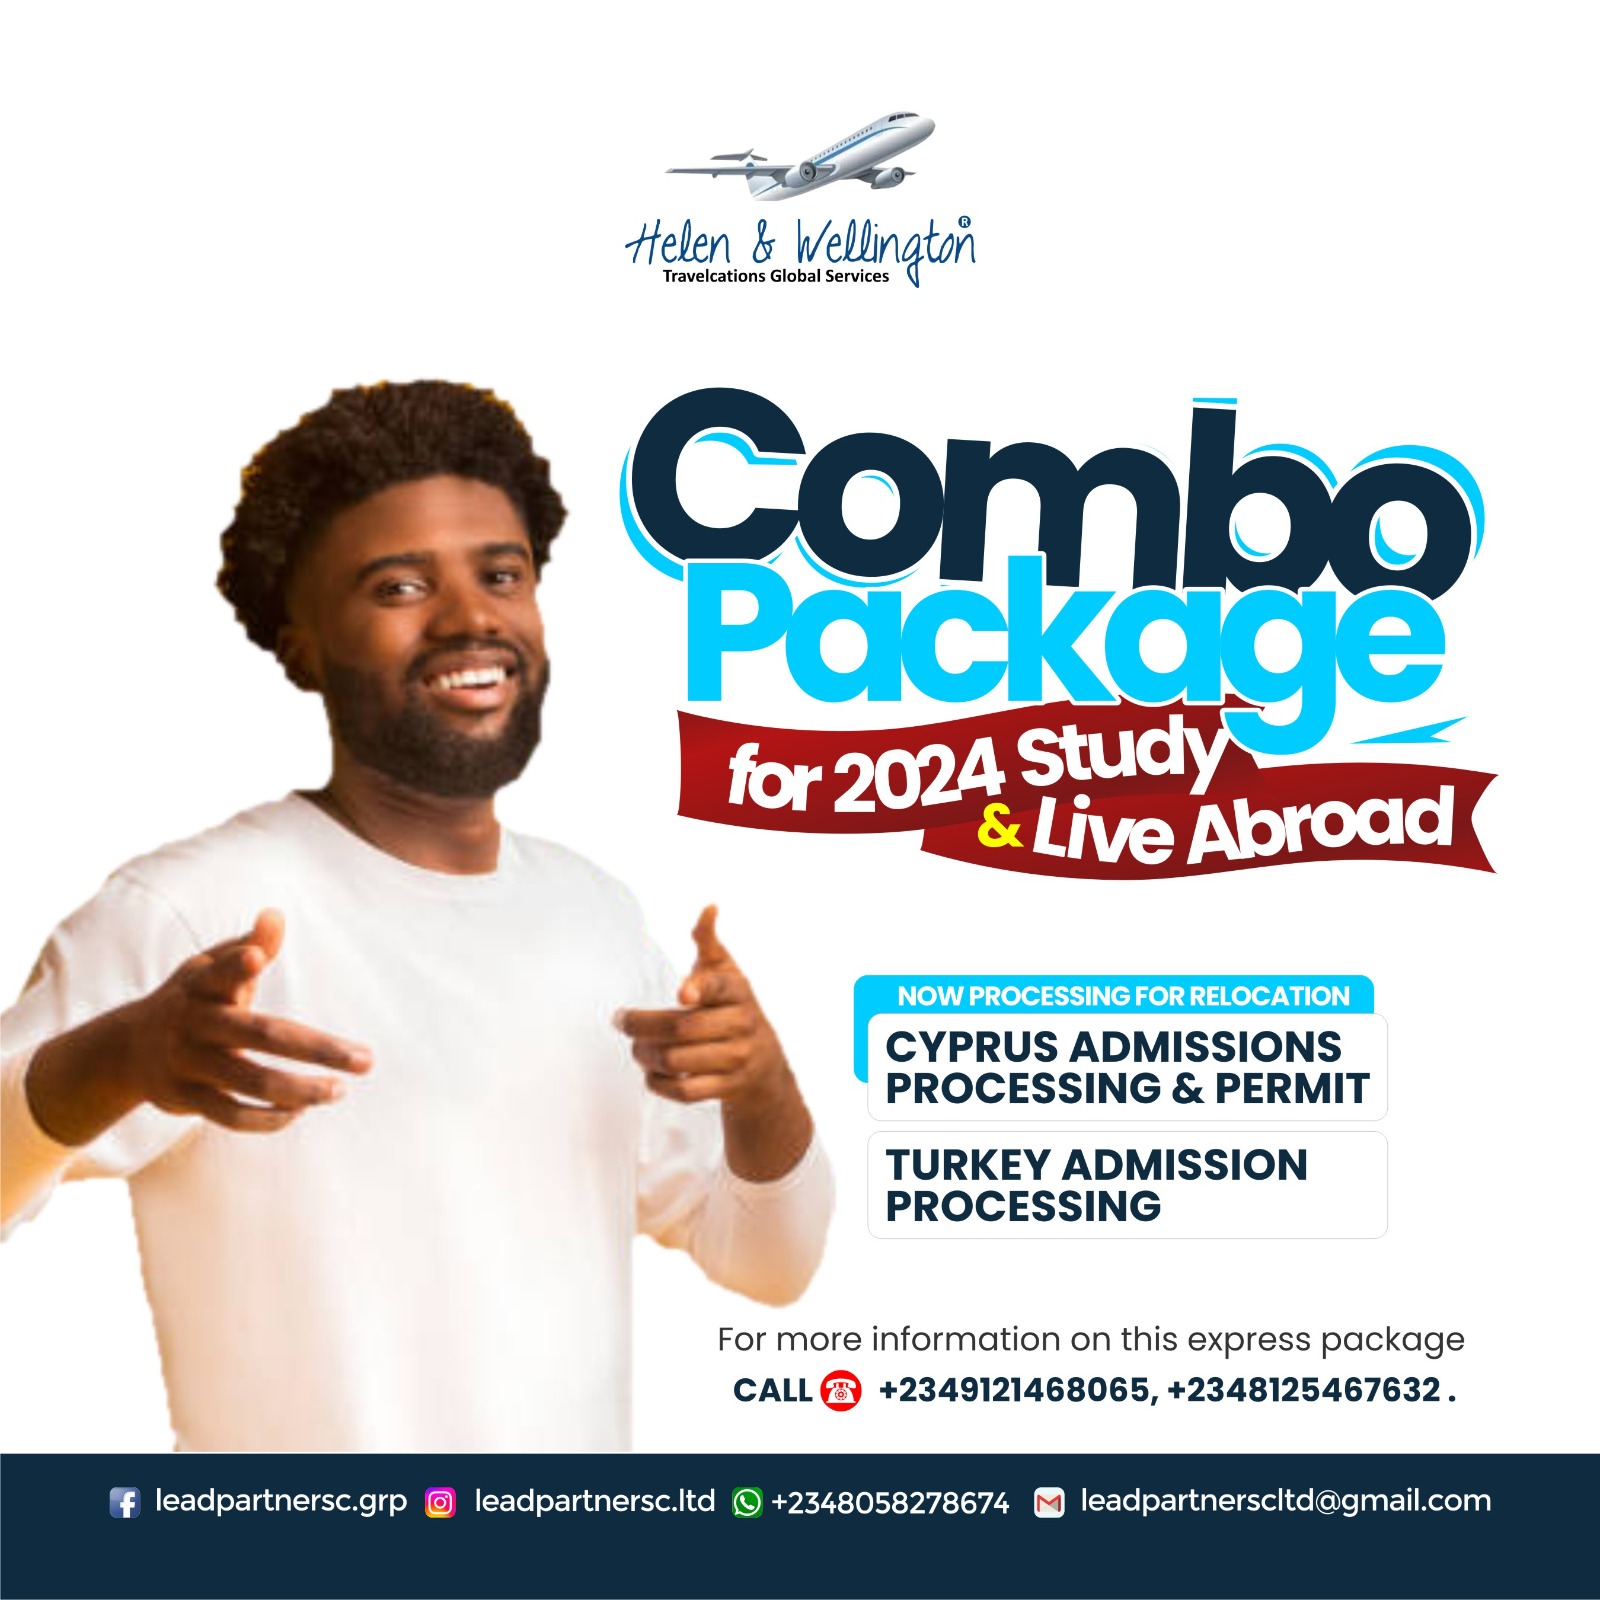 Helen & Wellington®
Travelcations Global Services
Combo
Package
for 2024 Study
& Live Abroad
NOW PROCESSING FOR RELOCATION
CYPRUS ADMISSIONS
PROCESSING & PERMIT
TURKEY ADMISSION
PROCESSING
For more information on this express package
CALL +2349121468065, +2348125467632 .
leadpartnersc.grp leadpartnersc.ltd +2348058278674 leadpartnerscltd@gmail.com